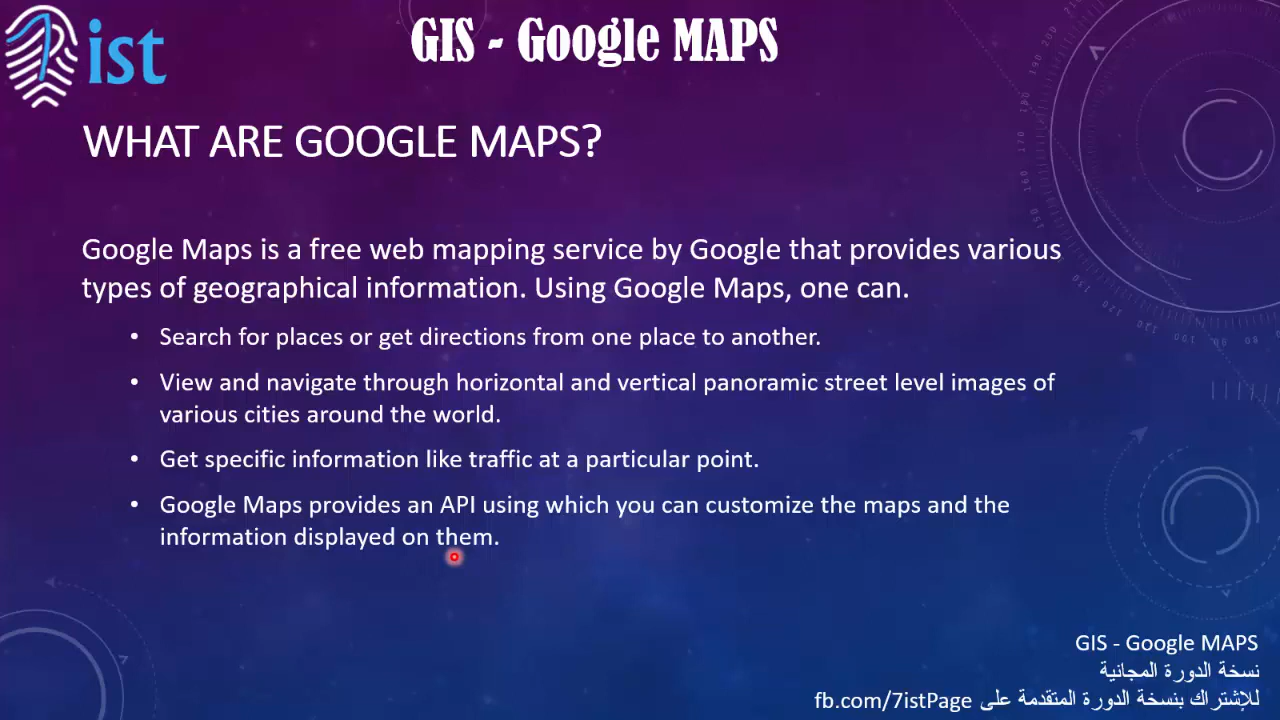 7ist
GIS - Google MAPS
WHAT ARE GOOGLE MAPS?
Google Maps is a free web mapping service by Google that provides various
types of geographical information. Using Google Maps, one can.
• Search for places or get directions from one place to another.
• View and navigate through horizontal and vertical panoramic street level images of
various cities around the world.
• Get specific information like traffic at a particular point.
• Google Maps provides an API using which you can customize the maps and the
information displayed on them.
GIS - Google MAPS
نسخة الدورة المجانية
للإشتراك بنسخة الدورة المتقدمة على fb.com/7istPage